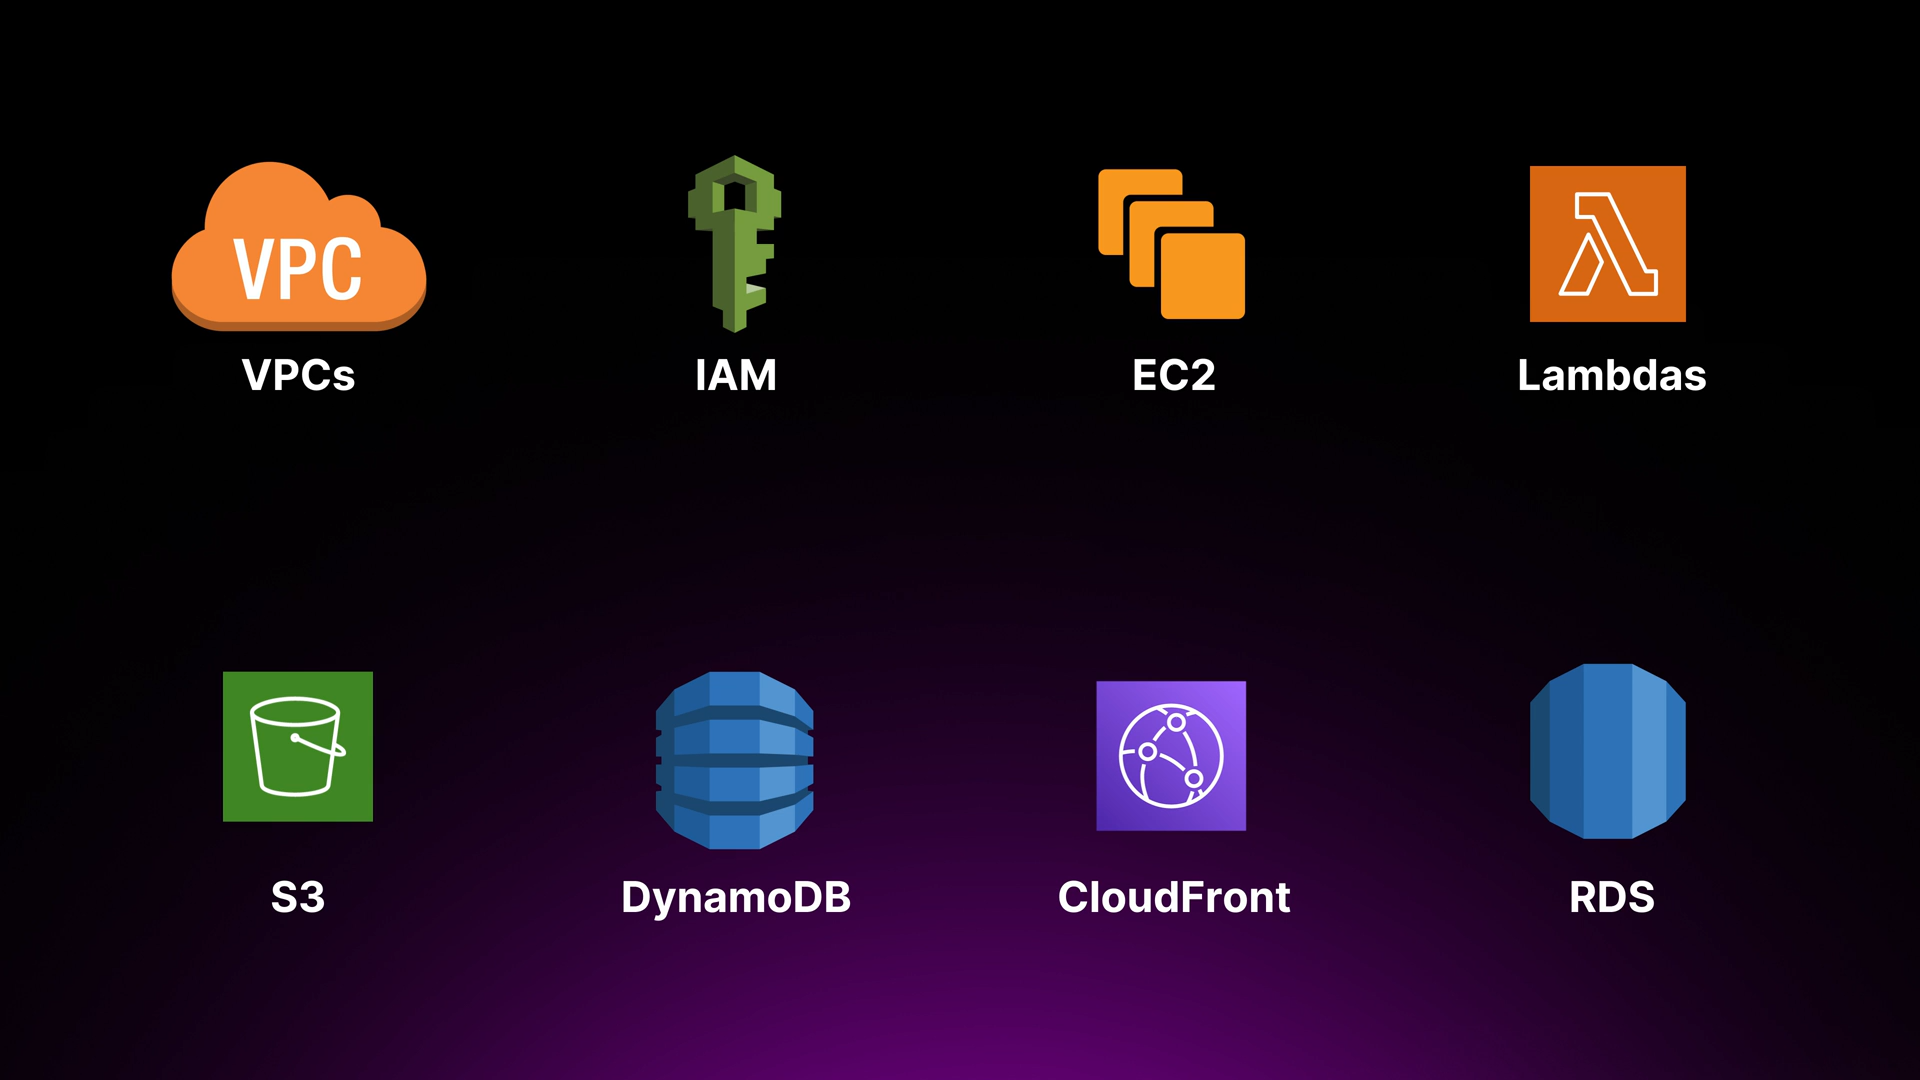 VPC
VPCs
IAM
EC2
Lambdas
S3
DynamoDB
CloudFront
RDS